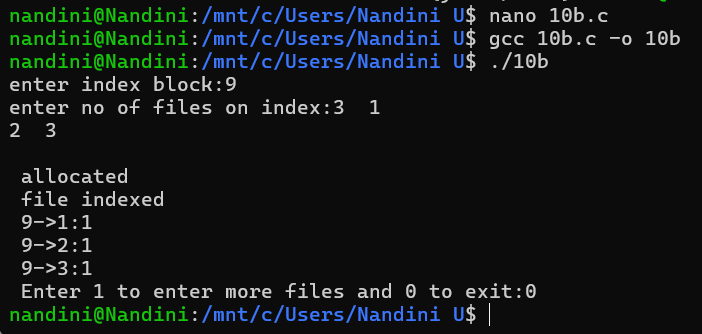 nandini@Nandini:/mnt/c/Users/Nandini U$ nano 10b.c
nandini@Nandini:/mnt/c/Users/Nandini U$ gcc 10b.c -o 10b
nandini@Nandini:/mnt/c/Users/Nandini U$ ./10b
enter index block:9
enter no of files on index:3  1
2  3

 allocated
 file indexed
 9->1:1
 9->2:1
 9->3:1
 Enter 1 to enter more files and 0 to exit:0
nandini@Nandini:/mnt/c/Users/Nandini U$